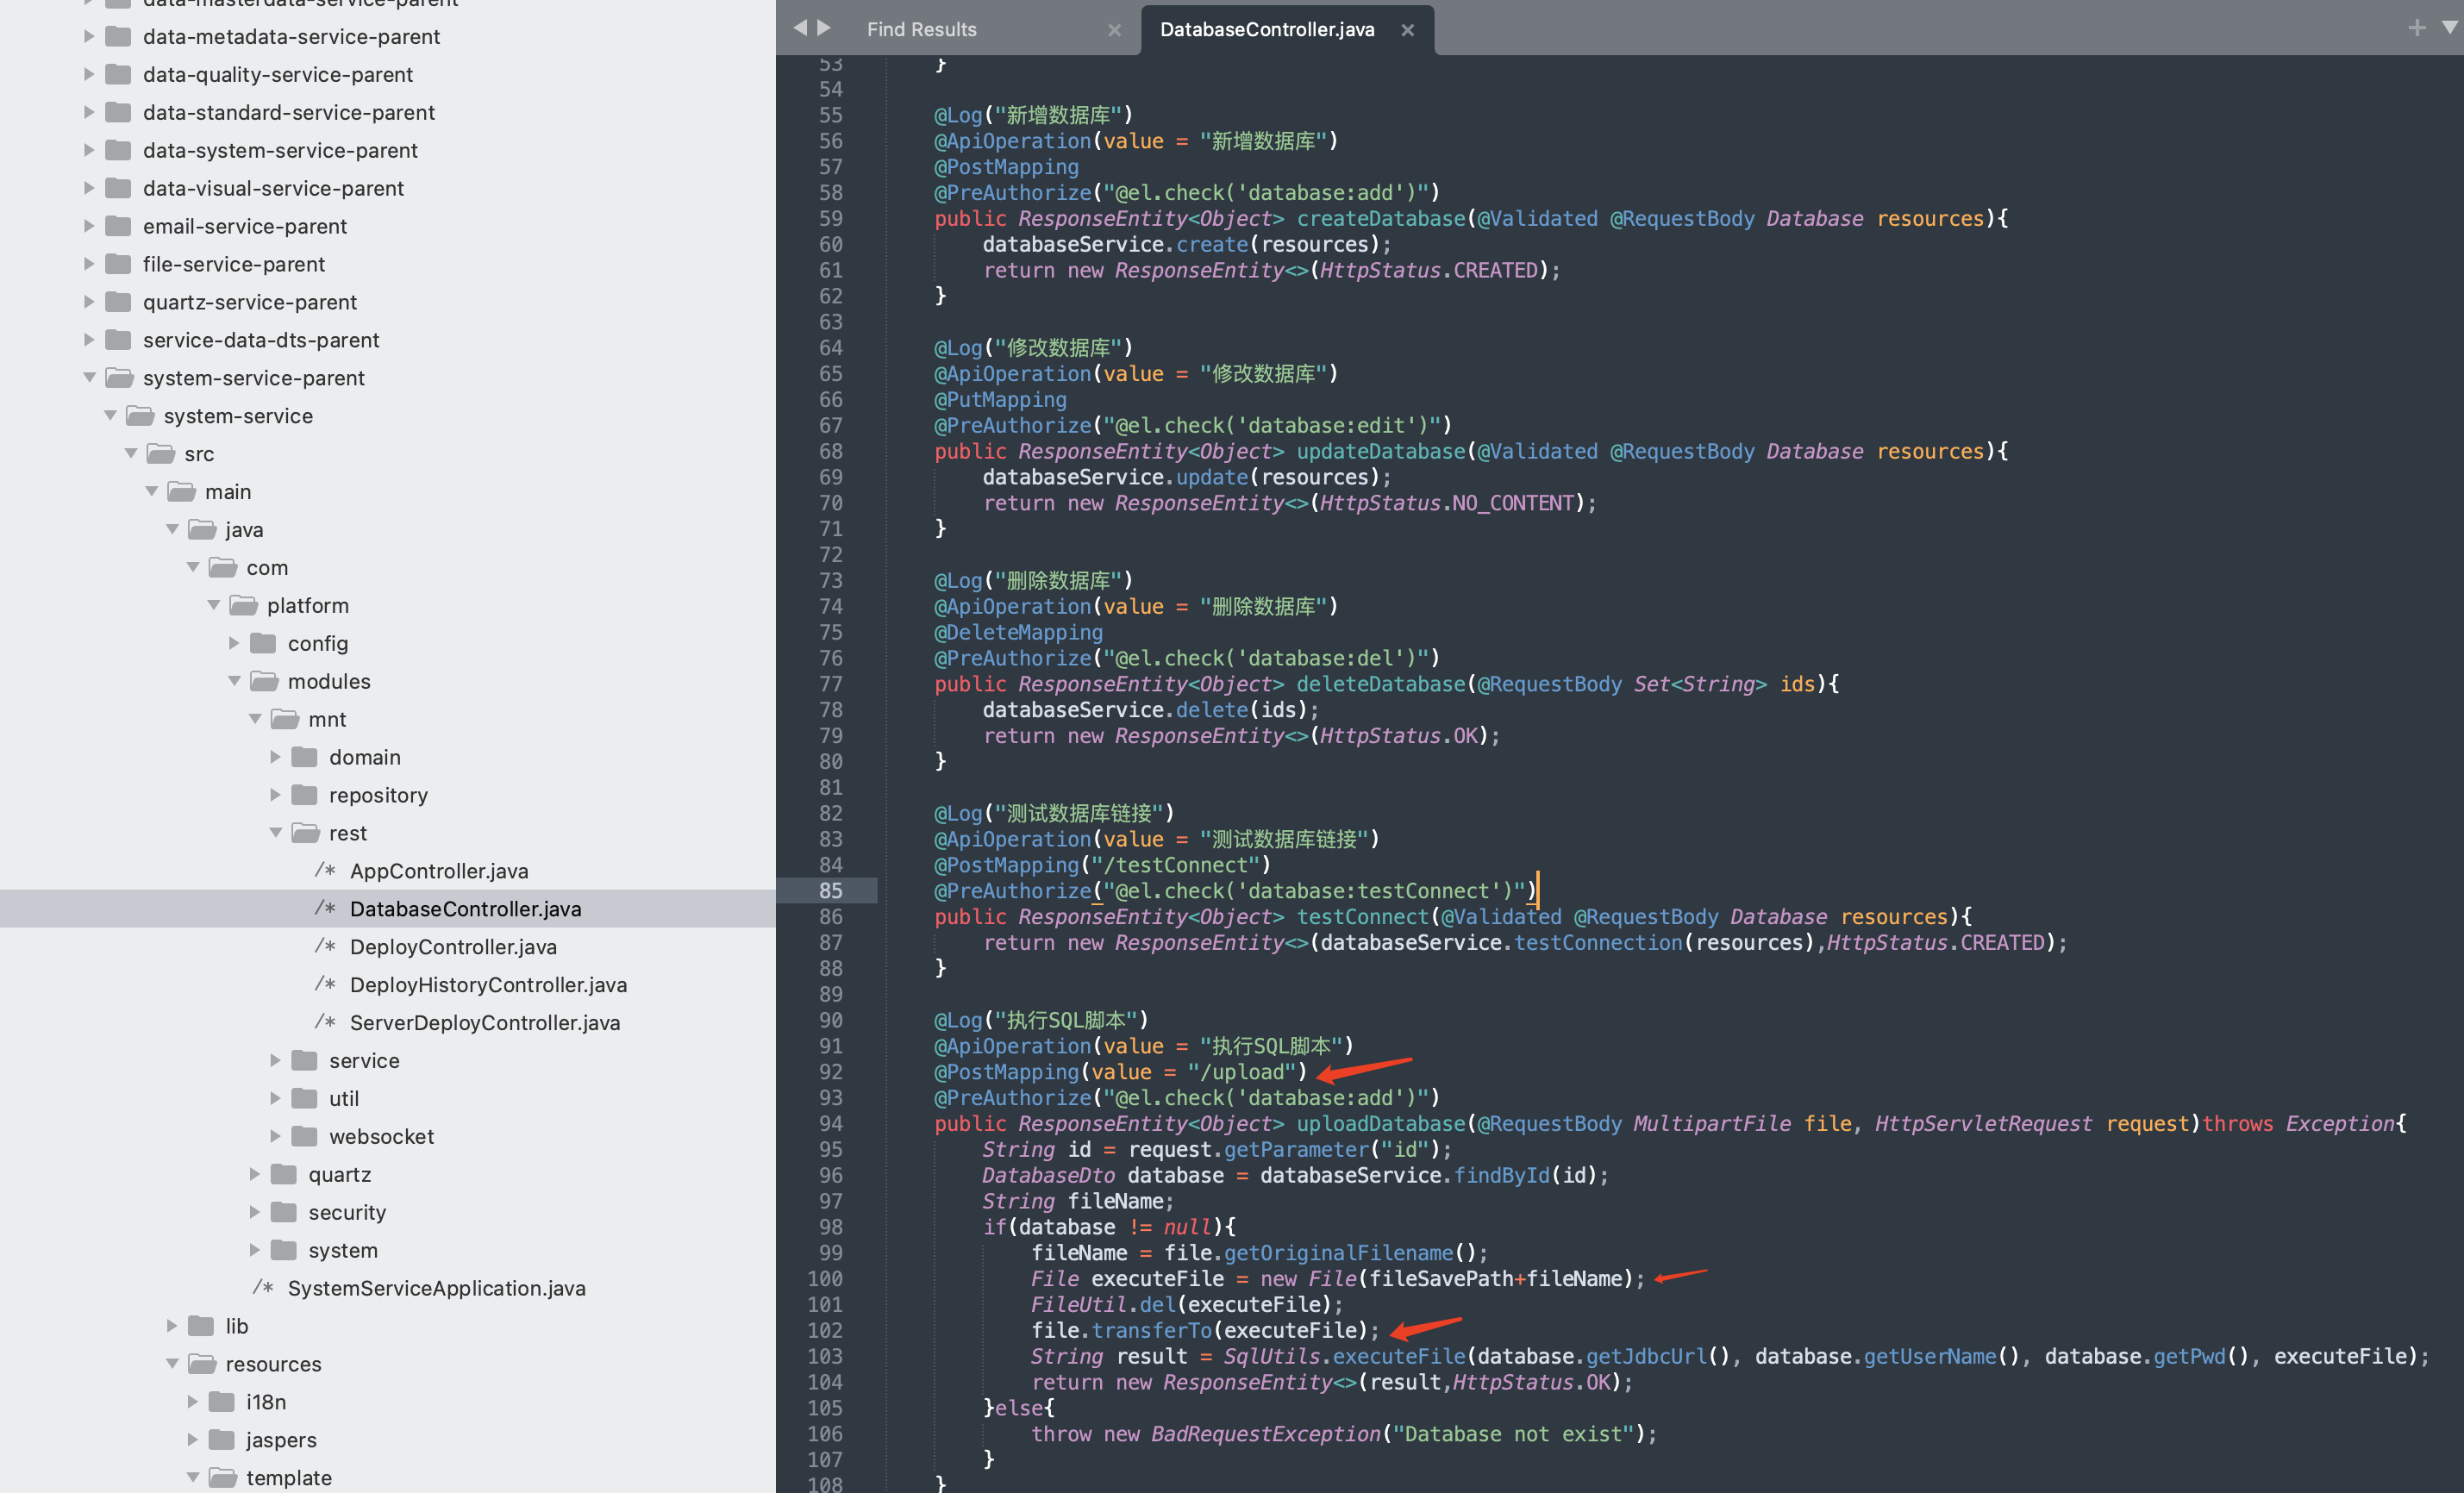 data-masterdata-service-parent
data-metadata-service-parent
data-quality-service-parent
data-standard-service-parent
data-system-service-parent
data-visual-service-parent
email-service-parent
file-service-parent
quartz-service-parent
service-data-dts-parent
system-service-parent
system-service
src
main
java
com
platform
config
modules
mnt
domain
repository
rest
/* AppController.java
/* DatabaseController.java
/* DeployController.java
/* DeployHistoryController.java
/* ServerDeployController.java
service
util
websocket
quartz
security
system
/* SystemServiceApplication.java
lib
resources
i18n
jaspers
template
Find Results ×
DatabaseController.java ×
53 }
54
55 @Log("新增数据库")
56 @ApiOperation(value = "新增数据库")
57 @PostMapping
58 @PreAuthorize("@el.check('database:add')")
59 public ResponseEntity<Object> createDatabase(@Validated @RequestBody Database resources){
60 databaseService.create(resources);
61 return new ResponseEntity<>(HttpStatus.CREATED);
62 }
63
64 @Log("修改数据库")
65 @ApiOperation(value = "修改数据库")
66 @PutMapping
67 @PreAuthorize("@el.check('database:edit')")
68 public ResponseEntity<Object> updateDatabase(@Validated @RequestBody Database resources){
69 databaseService.update(resources);
70 return new ResponseEntity<>(HttpStatus.NO_CONTENT);
71 }
72
73 @Log("删除数据库")
74 @ApiOperation(value = "删除数据库")
75 @DeleteMapping
76 @PreAuthorize("@el.check('database:del')")
77 public ResponseEntity<Object> deleteDatabase(@RequestBody Set<String> ids){
78 databaseService.delete(ids);
79 return new ResponseEntity<>(HttpStatus.OK);
80 }
81
82 @Log("测试数据库链接")
83 @ApiOperation(value = "测试数据库链接")
84 @PostMapping("/testConnect")
85 @PreAuthorize("@el.check('database:testConnect')")
86 public ResponseEntity<Object> testConnect(@Validated @RequestBody Database resources){
87 return new ResponseEntity<>(databaseService.testConnection(resources),HttpStatus.CREATED);
88 }
89
90 @Log("执行SQL脚本")
91 @ApiOperation(value = "执行SQL脚本")
92 @PostMapping(value = "/upload")
93 @PreAuthorize("@el.check('database:add')")
94 public ResponseEntity<Object> uploadDatabase(@RequestBody MultipartFile file, HttpServletRequest request)throws Exception{
95 String id = request.getParameter("id");
96 DatabaseDto database = databaseService.findById(id);
97 String fileName;
98 if(database != null){
99 fileName = file.getOriginalFilename();
100 File executeFile = new File(fileSavePath+fileName);
101 FileUtil.del(executeFile);
102 file.transferTo(executeFile);
103 String result = SqlUtils.executeFile(database.getJdbcUrl(), database.getUserName(), database.getPwd(), executeFile);
104 return new ResponseEntity<>(result,HttpStatus.OK);
105 }else{
106 throw new BadRequestException("Database not exist");
107 }
108 }